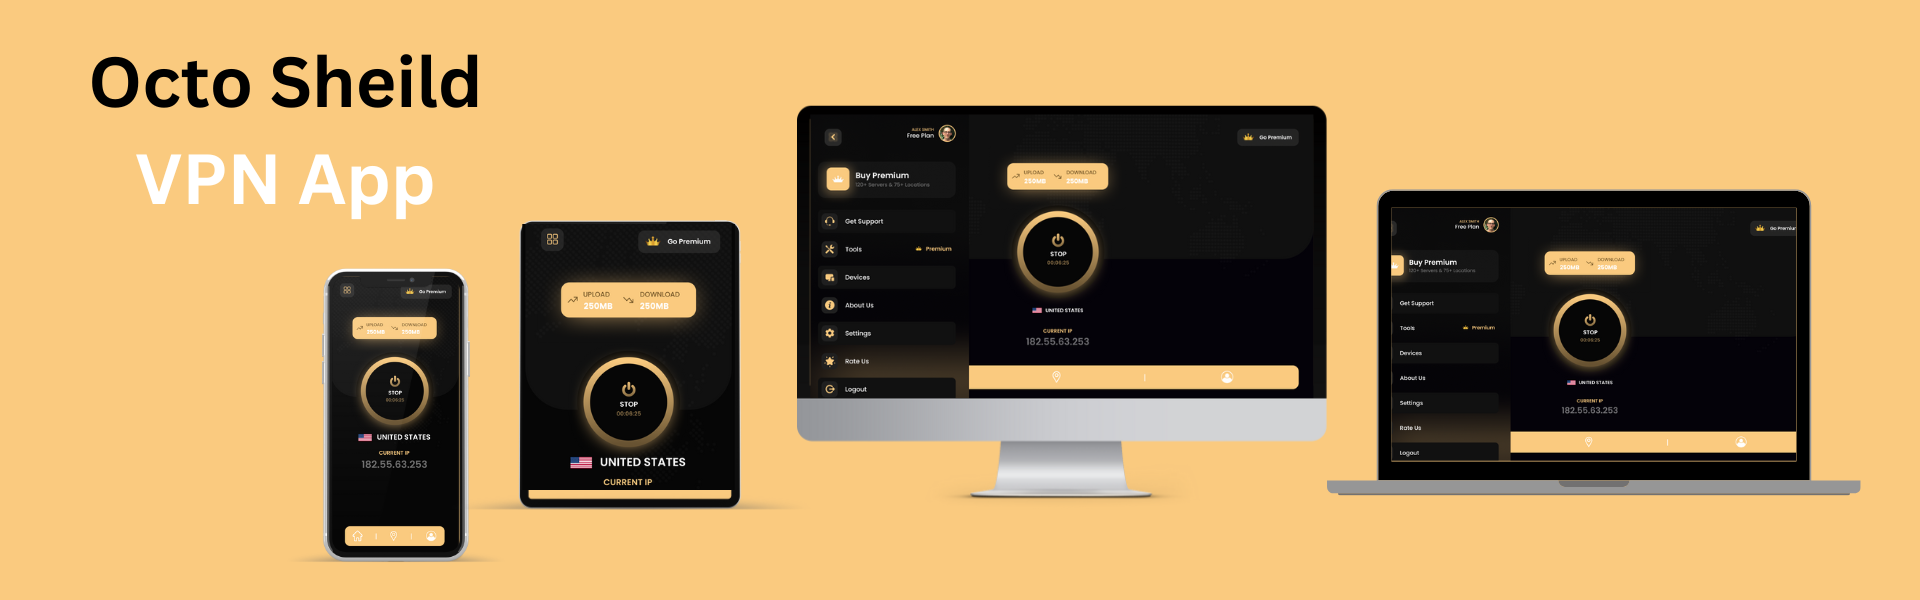 Octo Sheild
VPN App
Go Premium
UPLOAD DOWNLOAD
250MB 250MB
STOP
00:06:25
UNITED STATES
CURRENT IP
182.55.63.253
Go Premium
UPLOAD DOWNLOAD
250MB 250MB
STOP
00:06:25
UNITED STATES
CURRENT IP
ALEX SMITH
Free Plan
Buy Premium
120+ Servers & 75+ Locations
Get Support
Tools Premium
Devices
About Us
Settings
Rate Us
Logout
Go Premium
UPLOAD DOWNLOAD
250MB 250MB
STOP
00:06:25
UNITED STATES
CURRENT IP
182.55.63.253
ALEX SMITH
Free Plan
Buy Premium
120+ Servers & 75+ Locations
Get Support
Tools Premium
Devices
About Us
Settings
Rate Us
Logout
Go Premium
UPLOAD DOWNLOAD
250MB 250MB
STOP
00:06:25
UNITED STATES
CURRENT IP
182.55.63.253